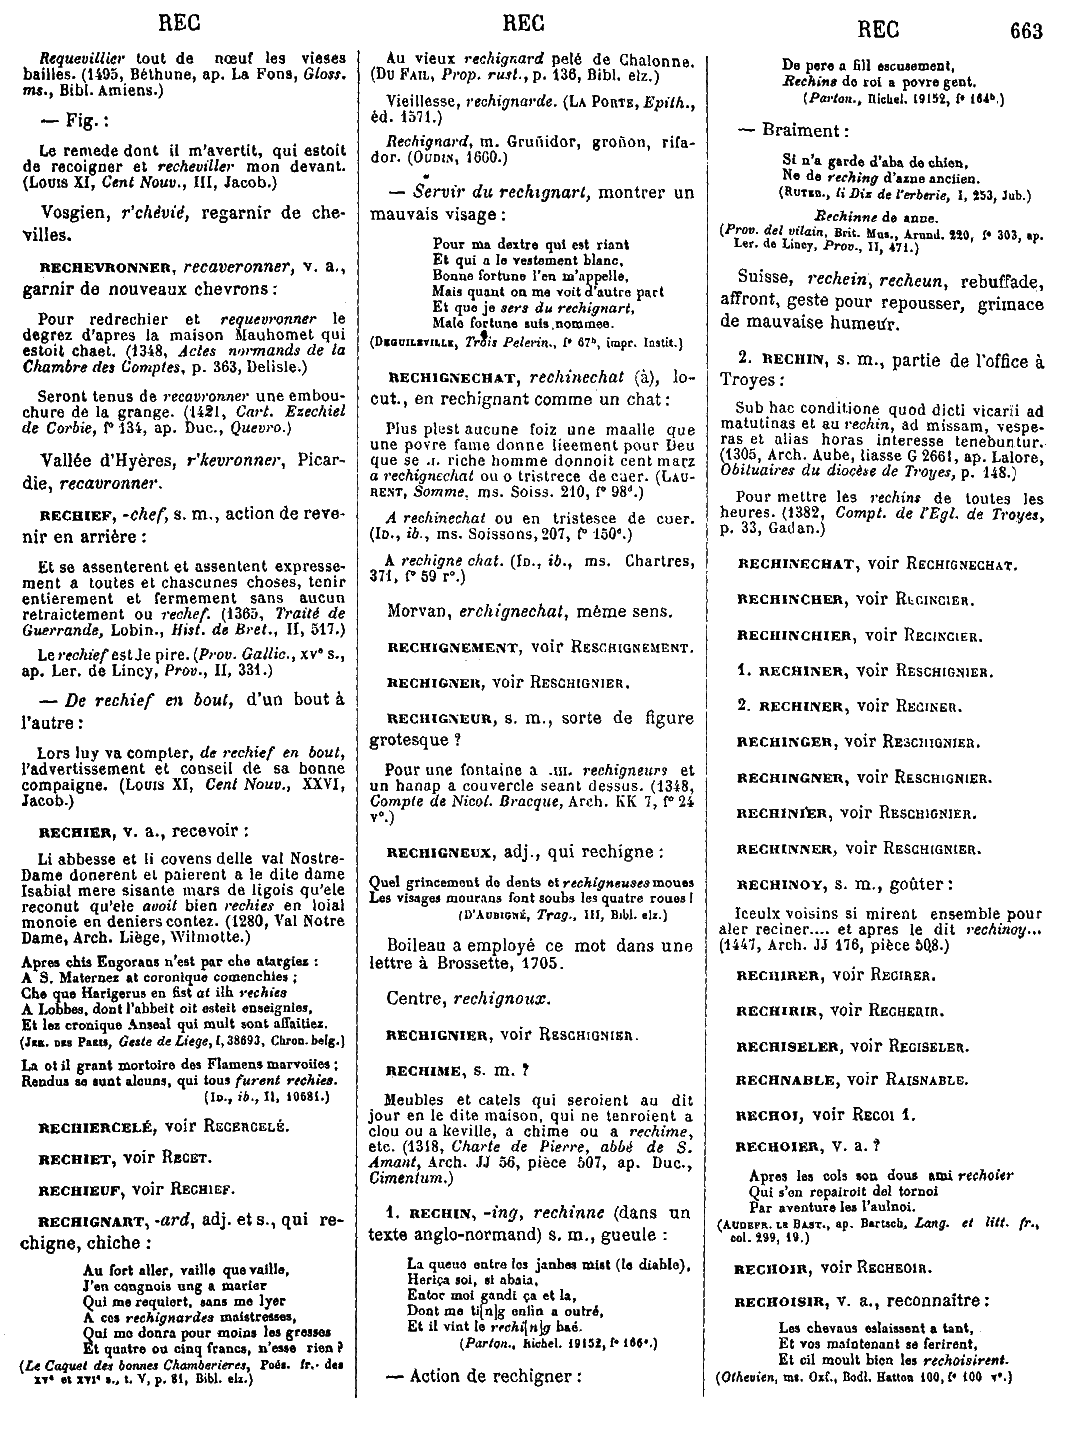 REC
REC
REC
663
Requevillier tout de nœuf les vieses
bailles. (1495, Béthune, ap. La Fons, Gloss.
ms., Bibl. Amiens.)
— Fig. :
Le remede dont il m'avertit, qui estoit
de recoigner et recheviller mon devant.
(Louis XI, Cent Nouv., III, Jacob.)
Vosgien, r'chévié, regarnir de che-
villes.
RECHEVRONNER, recaveronner, v. a.,
garnir de nouveaux chevrons :
Pour redrechier et requevronner le
degrez d'apres la maison Mauhomet qui
estoit chaet. (1348, Actes normands de la
Chambre des Comptes, p. 363, Delisle.)
Seront tenus de recavronner une embou-
chure de la grange. (1421, Cart. Ezechiel
de Corbie, f° 134, ap. Duc., Quevro.)
Vallée d'Hyères, r'kevronner, Picar-
die, recavronner.
RECHIEF, -chef, s. m., action de reve-
nir en arrière :
Et se assenterent et assentent expresse-
ment a toutes et chascunes choses, tenir
entierement et fermement sans aucun
retraictement ou rechef. (1365, Traité de
Guerrande, Lobin., Hist. de Bret., II, 517.)
Le rechief est le pire. (Prov. Gallic., xvᵉ s.,
ap. Ler. de Lincy, Prov., II, 331.)
— De rechief en bout, d'un bout à
l'autre :
Lors luy va compter, de rechief en bout,
l'advertissement et conseil de sa bonne
compaigne. (Louis XI, Cent Nouv., XXVI,
Jacob.)
RECHIER, v. a., recevoir :
Li abbesse et li covens delle val Nostre-
Dame donerent et paierent a le dite dame
Isabial mere sisante mars de ligois qu'ele
reconut qu'ele avoit bien rechies en loial
monoie en deniers contez. (1280, Val Notre
Dame, Arch. Liège, Wilmotte.)
Apres chis Engorans n'est par che atargiez :
A S. Maternez at coronique comenchies ;
Che que Harigerus en fist at ilh rechies
A Lobbes, dont l'abbeit oit esteit enseignies,
Et lez cronique Anseal qui mult sont affaitiez.
(Jeh. des Preis, Geste de Liege, I, 38693, Chron. belg.)
La ot il grant mortoire des Flamens marvoiies ;
Rendus se sunt alcuns, qui tous furent rechies.
(Id., ib., II, 10681.)
RECHIERCELÉ, voir Recercelé.
RECHIET, voir Recet.
RECHIEUF, voir Rechief.
RECHIGNART, -ard, adj. et s., qui re-
chigne, chiche :
Au fort aller, vaille que vaille,
J'en congnois ung a marier
Qui me requiert, sans me lyer
A ces rechignardes maistresses,
Qui me donra pour moins les gresses
Et quatre ou cinq francs, n'esse rien ?
(Le Caquet des bonnes Chamberieres, Poés. fr. des
xvᵉ et xviᵉ s., t. V, p. 81, Bibl. elz.)
Au vieux rechignard pelé de Chalonne.
(Du Fail, Prop. rust., p. 136, Bibl. elz.)
Vieillesse, rechignarde. (La Porte, Epith.,
éd. 1571.)
Rechignard, m. Gruñidor, groñon, rifa-
dor. (Oudin, 1660.)
— Servir du rechignart, montrer un
mauvais visage :
Pour ma dextre qui est riant
Et qui a le vestement blanc,
Bonne fortune l'en m'appelle,
Mais quant on me voit d'autre part
Et que je sers du rechignart,
Male fortune suis nommee.
(Deguileville, Trois Pelerin., f° 67ᵇ, impr. Instit.)
RECHIGNECHAT, rechinechat (à), lo-
cut., en rechignant comme un chat :
Plus plest aucune foiz une maalle que
une povre fame donne lieement pour Deu
que se .i. riche homme donnoit cent marz
a rechignechat ou o tristrece de cuer. (Lau-
rent, Somme, ms. Soiss. 210, f° 98ᵈ.)
A rechinechat ou en tristesce de cuer.
(Id., ib., ms. Soissons, 207, f° 150ᵉ.)
A rechigne chat. (Id., ib., ms. Chartres,
371, f° 59 r°.)
Morvan, erchignechat, même sens.
RECHIGNEMENT, voir Reschignement.
RECHIGNER, voir Reschignier.
RECHIGNEUR, s. m., sorte de figure
grotesque ?
Pour une fontaine a .iii. rechigneurs et
un hanap a couvercle seant dessus. (1348,
Compte de Nicol. Bracque, Arch. KK 7, f° 24
v°.)
RECHIGNEUX, adj., qui rechigne :
Quel grincement de dents et rechigneuses moues
Les visages mourans font soubs les quatre roues !
(D'Aubigné, Trag., III, Bibl. elz.)
Boileau a employé ce mot dans une
lettre à Brossette, 1705.
Centre, rechignoux.
RECHIGNIER, voir Reschignier.
RECHIME, s. m. ?
Meubles et catels qui seroient au dit
jour en le dite maison, qui ne tenroient a
clou ou a keville, a chime ou a rechime,
etc. (1318, Charte de Pierre, abbé de S.
Amant, Arch. JJ 56, pièce 507, ap. Duc.,
Cimentum.)
1. RECHIN, -ing, rechinne (dans un
texte anglo-normand) s. m., gueule :
La queue entre les jambes mist (le diable),
Heriça soi, si abaia,
Entor moi gandi ça et la,
Dont me ti[n]g enlin a outré,
Et il vint le rechi[n]g baé.
(Parton., Richel. 19152, f° 166ᵉ.)
— Action de rechigner :
De pere a fill escusement,
Rechins de roi a povre gent.
(Parton., Richel. 19152, f° 164ᵇ.)
— Braiment :
Si n'a garde d'aba de chien,
Ne de reching d'azne anciien.
(Ruteb., li Diz de l'erberie, I, 253, Jub.)
Rechinne de anne.
(Prov. del vilain, Brit. Mus., Arund. 220, f° 303, ap.
Ler. de Lincy, Prov., II, 471.)
Suisse, rechein, recheun, rebuffade,
affront, geste pour repousser, grimace
de mauvaise humeur.
2. RECHIN, s. m., partie de l'office à
Troyes :
Sub hac conditione quod dicti vicarii ad
matutinas et au rechin, ad missam, vespe-
ras et alias horas interesse tenebuntur.
(1305, Arch. Aube, liasse G 2661, ap. Lalore,
Obituaires du diocèse de Troyes, p. 148.)
Pour mettre les rechins de toutes les
heures. (1382, Compt. de l'Egl. de Troyes,
p. 33, Gadan.)
RECHINECHAT, voir Rechignechat.
RECHINCHER, voir Recincier.
RECHINCHIER, voir Recincier.
1. RECHINER, voir Reschignier.
2. RECHINER, voir Reciner.
RECHINGER, voir Reschignier.
RECHINGNER, voir Reschignier.
RECHINIER, voir Reschignier.
RECHINNER, voir Reschignier.
RECHINOY, s. m., goûter :
Iceulx voisins si mirent ensemble pour
aler reciner.... et apres le dit rechinoy...
(1447, Arch. JJ 176, pièce 508.)
RECHIRER, voir Recirer.
RECHIRIR, voir Recherir.
RECHISELER, voir Reciseler.
RECHNABLE, voir Raisnable.
RECHOI, voir Recoi 1.
RECHOIER, v. a. ?
Apres les cols son dous ami rechoier
Qui s'en repairoit del tornoi
Par aventure les l'aulnoi.
(Audefr. le Bast., ap. Bartsch, Lang. et litt. fr.,
col. 299, 19.)
RECHOIR, voir Recheoir.
RECHOISIR, v. a., reconnaître :
Les chevaus eslaissent a tant,
Et vos maintenant se ferirent,
Et cil moult bien les rechoisirent.
(Othevien, ms. Oxf., Bodl. Hatton 100, f° 100 v°.)